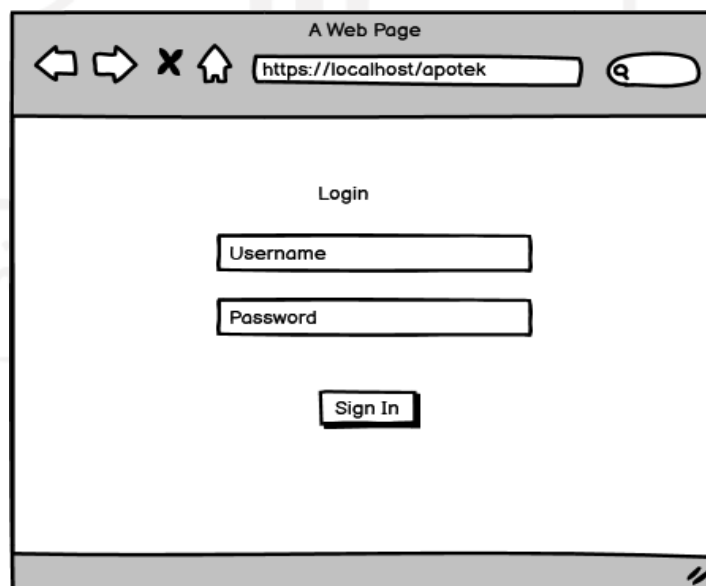 A Web Page
https://localhost/apotek
Login
Username
Password
Sign In